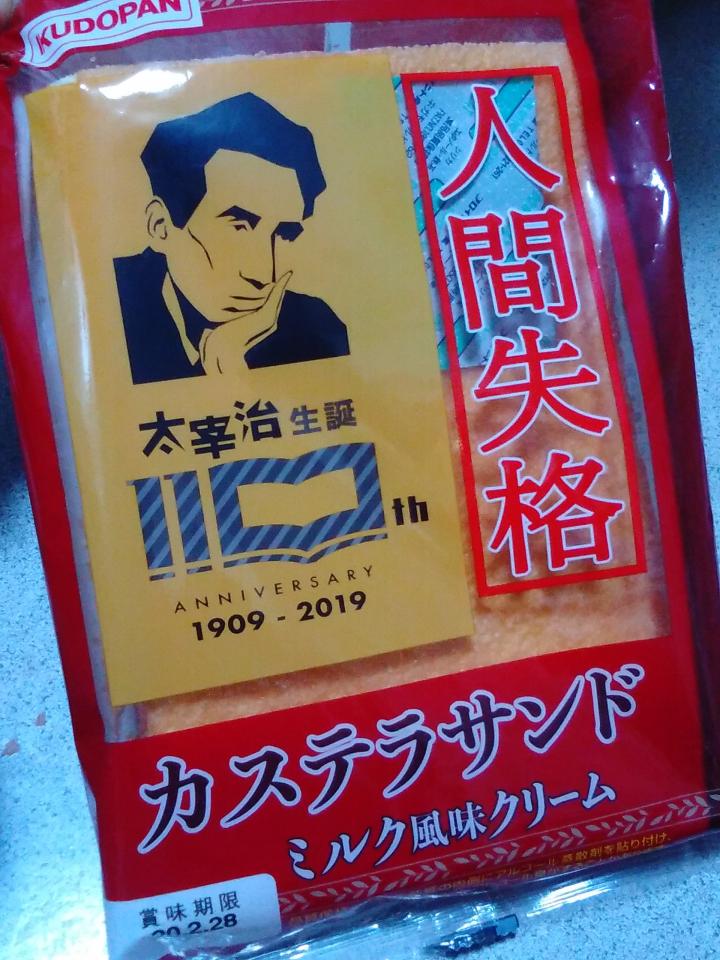 KUDOPAN
人間失格
太宰治生誕
110th
ANNIVERSARY
1909 - 2019
カステラサンド
ミルク風味クリーム
賞味期限
20.2.28